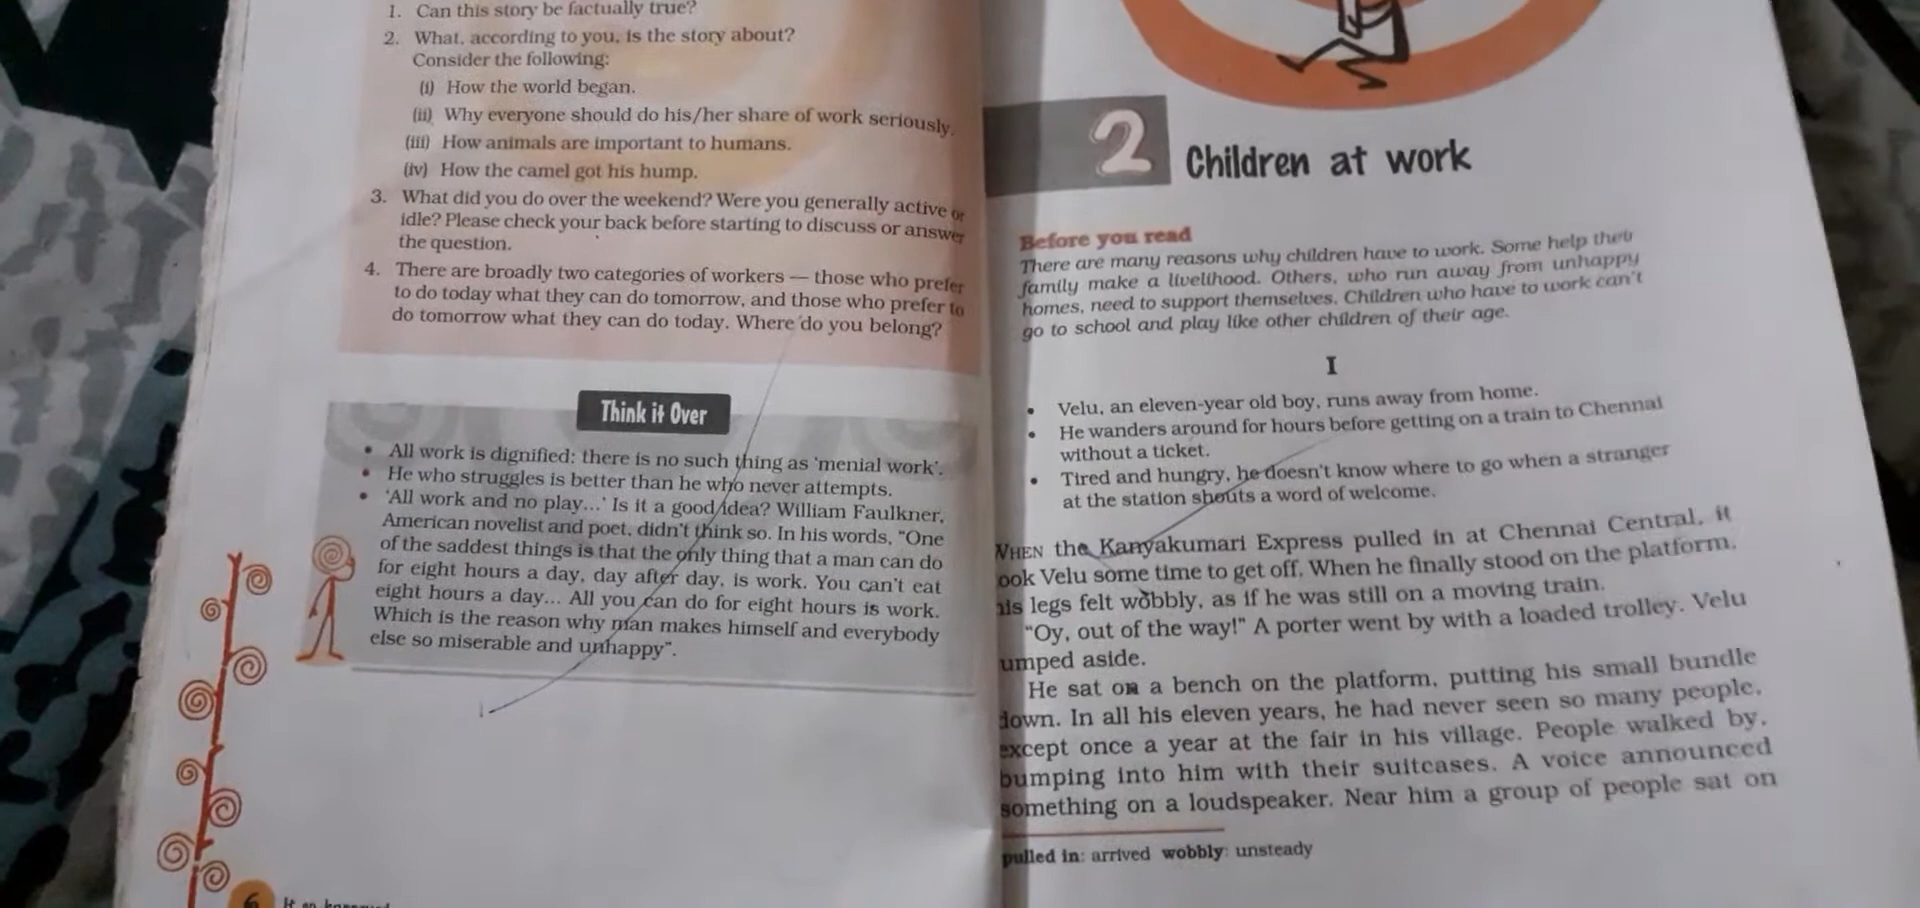 1. Can this story be factually true?
2. What, according to you, is the story about?
Consider the following:
(i) How the world began.
(ii) Why everyone should do his/her share of work seriously.
(iii) How animals are important to humans.
(iv) How the camel got his hump.
3. What did you do over the weekend? Were you generally active or
idle? Please check your back before starting to discuss or answer
the question.
4. There are broadly two categories of workers — those who prefer
to do today what they can do tomorrow, and those who prefer to
do tomorrow what they can do today. Where do you belong?
Think it Over
• All work is dignified; there is no such thing as ‘menial work’.
• He who struggles is better than he who never attempts.
• ‘All work and no play...’ Is it a good idea? William Faulkner,
American novelist and poet, didn’t think so. In his words, “One
of the saddest things is that the only thing that a man can do
for eight hours a day, day after day, is work. You can’t eat
eight hours a day... All you can do for eight hours is work.
Which is the reason why man makes himself and everybody
else so miserable and unhappy”.
6 It so happened
2 Children at work
Before you read
There are many reasons why children have to work. Some help their
family make a livelihood. Others, who run away from unhappy
homes, need to support themselves. Children who have to work can’t
go to school and play like other children of their age.
I
• Velu, an eleven-year old boy, runs away from home.
• He wanders around for hours before getting on a train to Chennai
without a ticket.
• Tired and hungry, he doesn’t know where to go when a stranger
at the station shouts a word of welcome.
WHEN the Kanyakumari Express pulled in at Chennai Central, it
ook Velu some time to get off. When he finally stood on the platform,
his legs felt wobbly, as if he was still on a moving train.
“Oy, out of the way!” A porter went by with a loaded trolley. Velu
umped aside.
He sat on a bench on the platform, putting his small bundle
down. In all his eleven years, he had never seen so many people,
except once a year at the fair in his village. People walked by,
bumping into him with their suitcases. A voice announced
something on a loudspeaker. Near him a group of people sat on
pulled in: arrived wobbly: unsteady